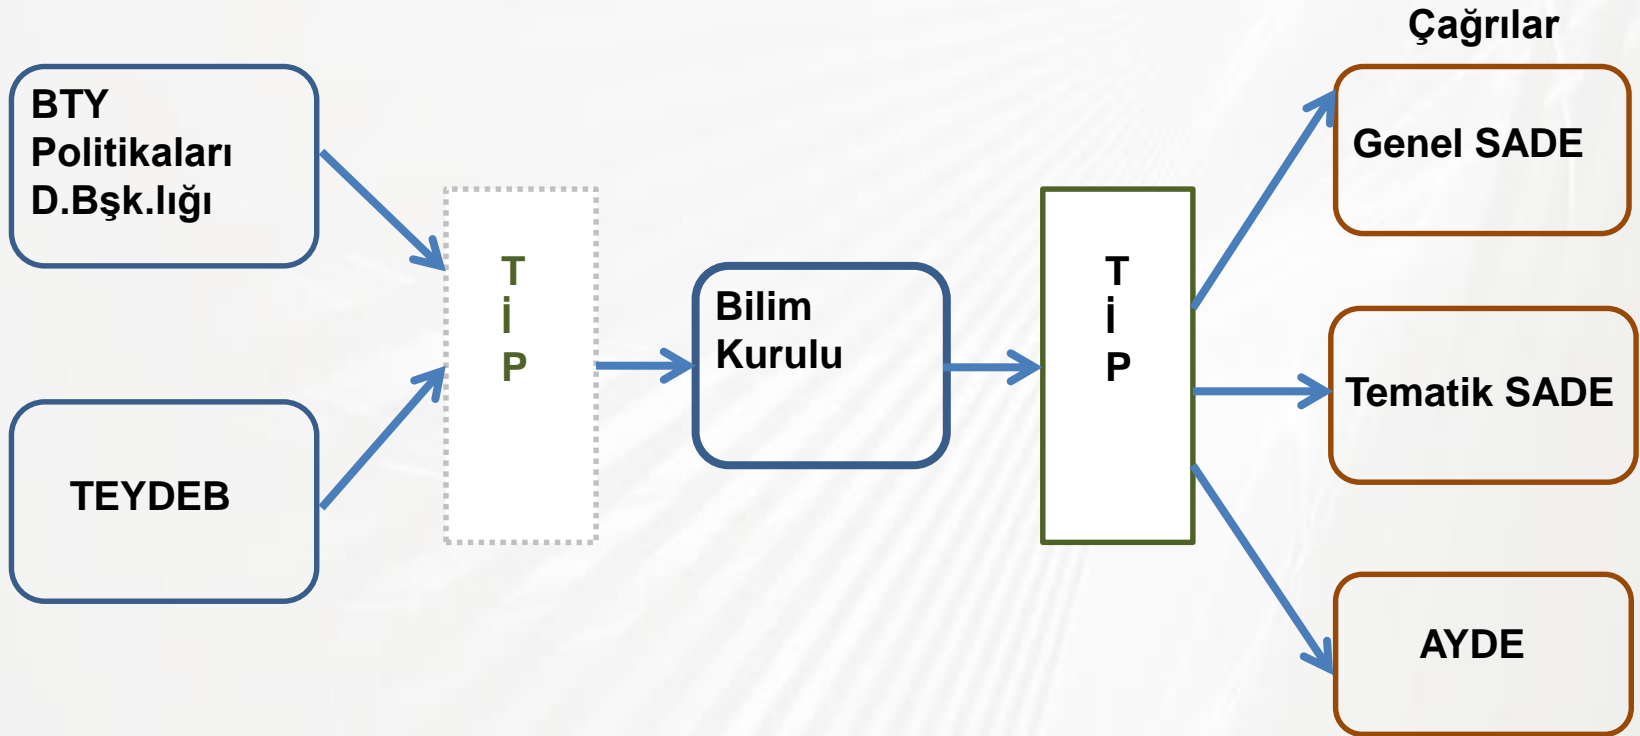 Çağrılar
BTY
Politikaları
D.Bşk.lığı
TEYDEB
T
İ
P
Bilim
Kurulu
T
İ
P
Genel SADE
Tematik SADE
AYDE